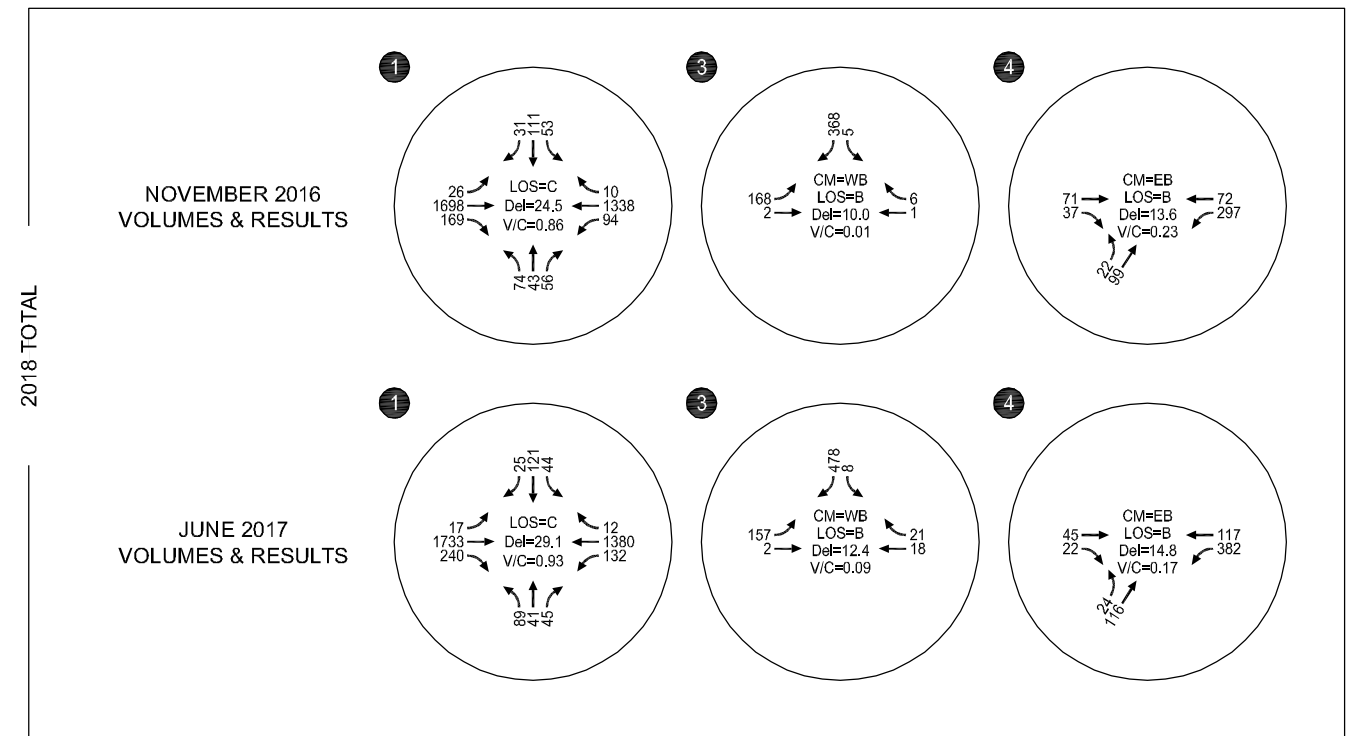 2018 TOTAL
NOVEMBER 2016
VOLUMES & RESULTS
1
31
111
53
26
1698
169
LOS=C
Del=24.5
V/C=0.86
10
1338
94
74
43
56
3
368
5
168
2
CM=WB
LOS=B
Del=10.0
V/C=0.01
6
1
4
71
37
CM=EB
LOS=B
Del=13.6
V/C=0.23
72
297
22
99
JUNE 2017
VOLUMES & RESULTS
1
25
121
44
17
1733
240
LOS=C
Del=29.1
V/C=0.93
12
1380
132
89
41
45
3
478
8
157
2
CM=WB
LOS=B
Del=12.4
V/C=0.09
21
18
4
45
22
CM=EB
LOS=B
Del=14.8
V/C=0.17
117
382
24
116